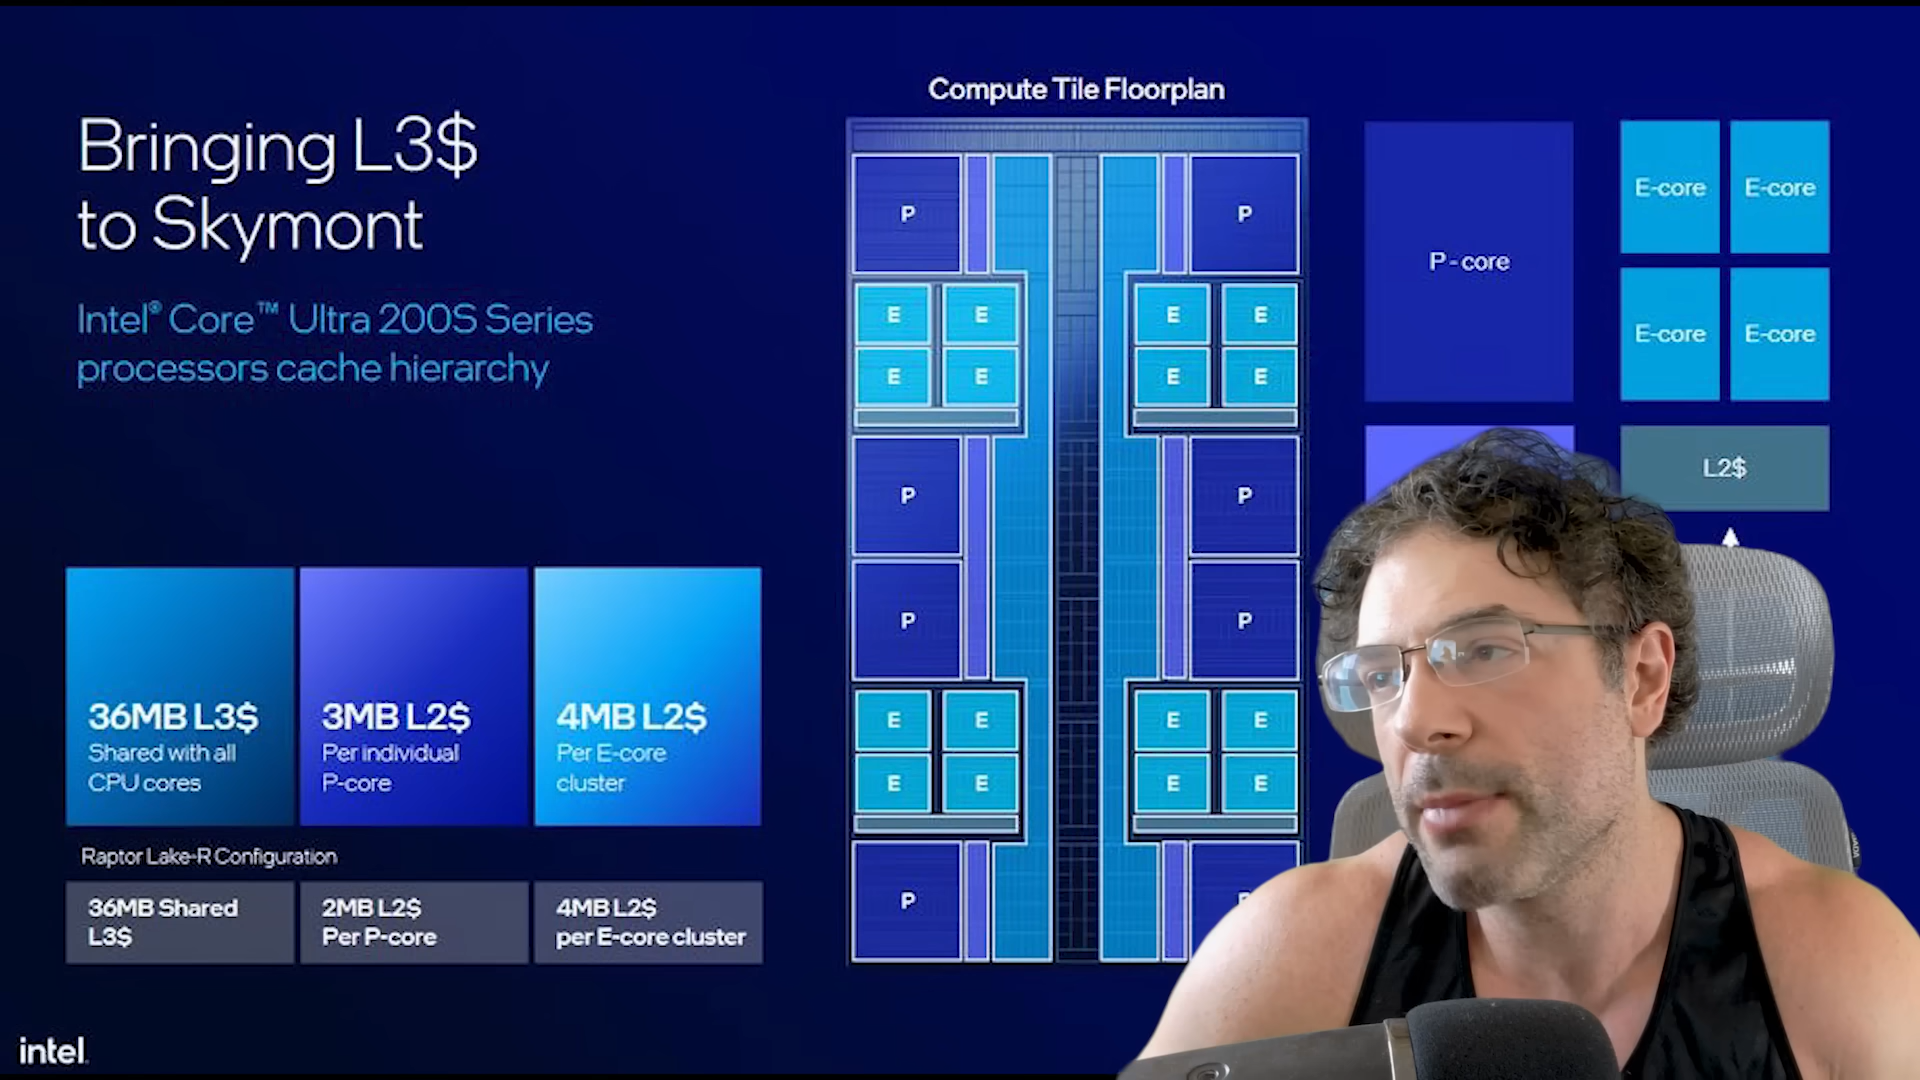 Bringing L3$
to Skymont
Intel® Core™ Ultra 200S Series
processors cache hierarchy
36MB L3$
Shared with all
CPU cores
3MB L2$
Per individual
P-core
4MB L2$
Per E-core
cluster
Raptor Lake-R Configuration
36MB Shared
L3$
2MB L2$
Per P-core
4MB L2$
per E-core cluster
intel.
Compute Tile Floorplan
P P
E E E E
E E E E
P P
P P
E E E E
E E E E
P
P-core
E-core E-core
E-core E-core
L2$